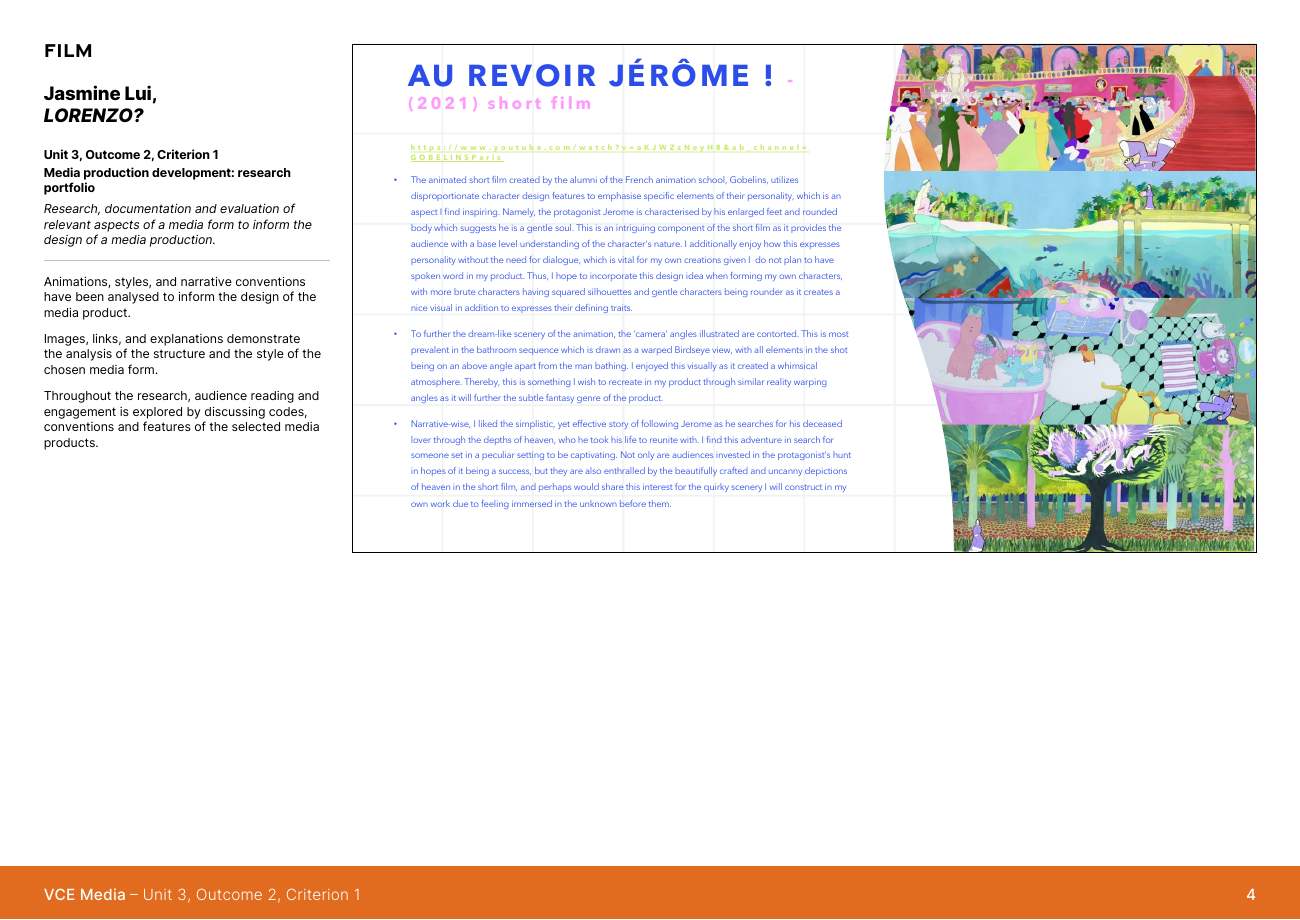 FILM
Jasmine Lui,
LORENZO?
Unit 3, Outcome 2, Criterion 1
Media production development: research
portfolio
Research, documentation and evaluation of
relevant aspects of a media form to inform the
design of a media production.
Animations, styles, and narrative conventions
have been analysed to inform the design of the
media product.
Images, links, and explanations demonstrate
the analysis of the structure and the style of the
chosen media form.
Throughout the research, audience reading and
engagement is explored by discussing codes,
conventions and features of the selected media
products.
AU REVOIR JÉRÔME ! -
(2021) short film
https://www.youtube.com/watch?v=aKJWZzNoyH8&ab_channel=
GOBELINSParis
• The animated short film created by the alumni of the French animation school, Gobelins, utilizes
disproportionate character design features to emphasise specific elements of their personality, which is an
aspect I find inspiring. Namely, the protagonist Jerome is characterised by his enlarged feet and rounded
body which suggests he is a gentle soul. This is an intriguing component of the short film as it provides the
audience with a base level understanding of the character's nature. I additionally enjoy how this expresses
personality without the need for dialogue, which is vital for my own creations given I do not plan to have
spoken word in my product. Thus, I hope to incorporate this design idea when forming my own characters,
with more brute characters having squared silhouettes and gentle characters being rounder as it creates a
nice visual in addition to expresses their defining traits.
• To further the dream-like scenery of the animation, the 'camera' angles illustrated are contorted. This is most
prevalent in the bathroom sequence which is drawn as a warped Birdseye view, with all elements in the shot
being on an above angle apart from the man bathing. I enjoyed this visually as it created a whimsical
atmosphere. Thereby, this is something I wish to recreate in my product through similar reality warping
angles as it will further the subtle fantasy genre of the product.
• Narrative-wise, I liked the simplistic, yet effective story of following Jerome as he searches for his deceased
lover through the depths of heaven, who he took his life to reunite with. I find this adventure in search for
someone set in a peculiar setting to be captivating. Not only are audiences invested in the protagonist's hunt
in hopes of it being a success, but they are also enthralled by the beautifully crafted and uncanny depictions
of heaven in the short film, and perhaps would share this interest for the quirky scenery I will construct in my
own work due to feeling immersed in the unknown before them.
VCE Media – Unit 3, Outcome 2, Criterion 1
4